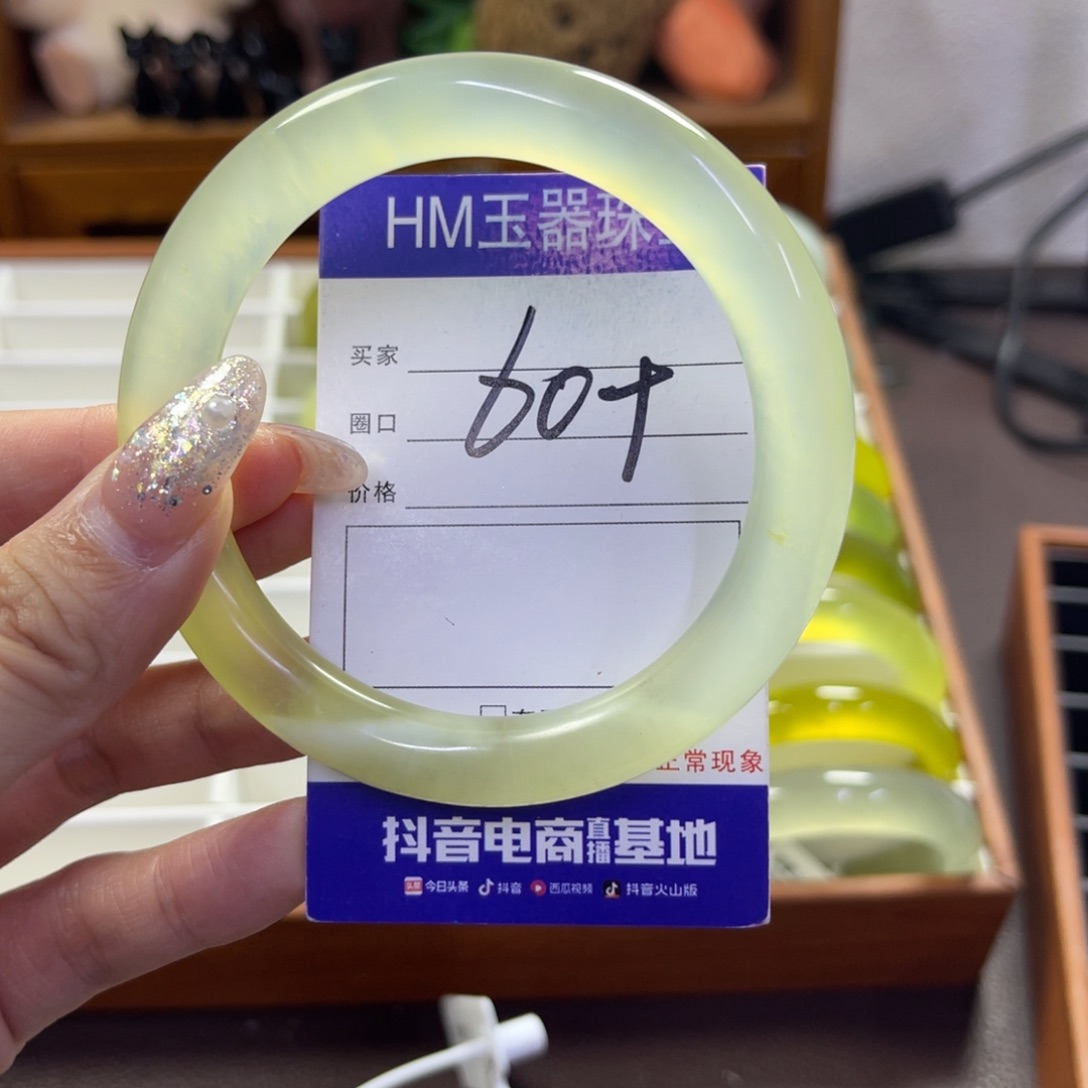 HM玉器珠
买家
60+
圈口
价格
正常现象
抖音电商直播基地
头条 今日头条 抖音 西瓜视频 抖音火山版